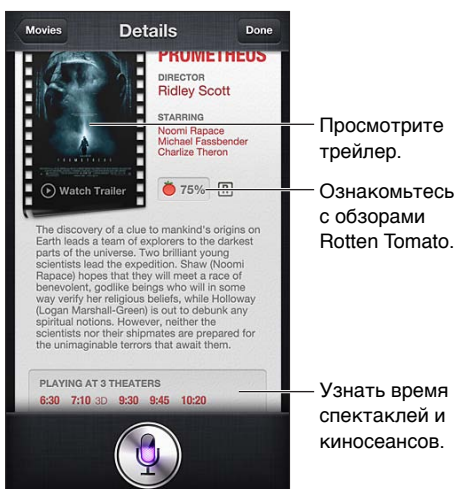 Movies
Details
Done
PROMETHEUS
DIRECTOR
Ridley Scott
STARRING
Noomi Rapace
Michael Fassbender
Charlize Theron
PROMETHEUS
Watch Trailer
75%
R
The discovery of a clue to mankind's origins on
Earth leads a team of explorers to the darkest
parts of the universe. Two brilliant young
scientists lead the expedition. Shaw (Noomi
Rapace) hopes that they will meet a race of
benevolent, godlike beings who will in some
way verify her religious beliefs, while Holloway
(Logan Marshall-Green) is out to debunk any
spiritual notions. However, neither the
scientists nor their shipmates are prepared for
the unimaginable terrors that await them.
PLAYING AT 3 THEATERS
6:30 7:10 3D 9:30 9:45 10:20
Просмотрите
трейлер.
Ознакомьтесь
с обзорами
Rotten Tomato.
Узнать время
спектаклей и
киносеансов.